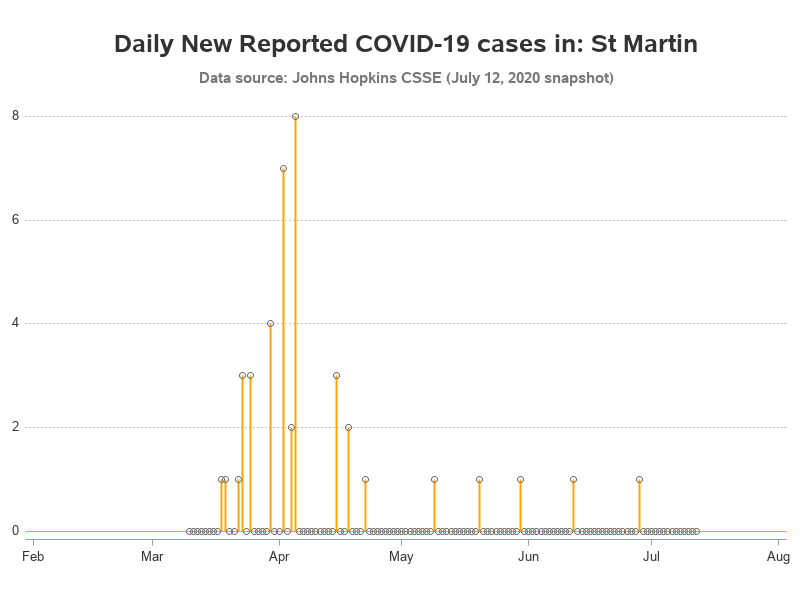 Daily New Reported COVID-19 cases in: St Martin
Data source: Johns Hopkins CSSE (July 12, 2020 snapshot)
8
6
4
2
0
Feb Mar Apr May Jun Jul Aug